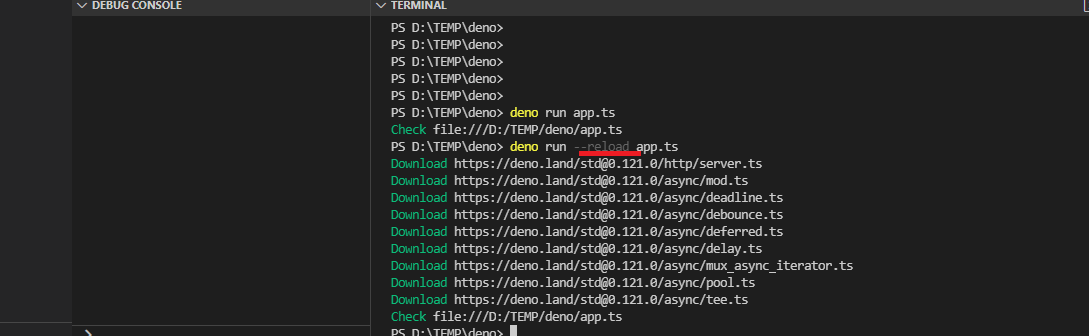 DEBUG CONSOLE
TERMINAL
PS D:\TEMP\deno>
PS D:\TEMP\deno>
PS D:\TEMP\deno>
PS D:\TEMP\deno>
PS D:\TEMP\deno>
PS D:\TEMP\deno> deno run app.ts
Check file:///D:/TEMP/deno/app.ts
PS D:\TEMP\deno> deno run --reload app.ts
Download https://deno.land/std@0.121.0/http/server.ts
Download https://deno.land/std@0.121.0/async/mod.ts
Download https://deno.land/std@0.121.0/async/deadline.ts
Download https://deno.land/std@0.121.0/async/debounce.ts
Download https://deno.land/std@0.121.0/async/deferred.ts
Download https://deno.land/std@0.121.0/async/delay.ts
Download https://deno.land/std@0.121.0/async/mux_async_iterator.ts
Download https://deno.land/std@0.121.0/async/pool.ts
Download https://deno.land/std@0.121.0/async/tee.ts
Check file:///D:/TEMP/deno/app.ts
PS D:\TEMP\deno>